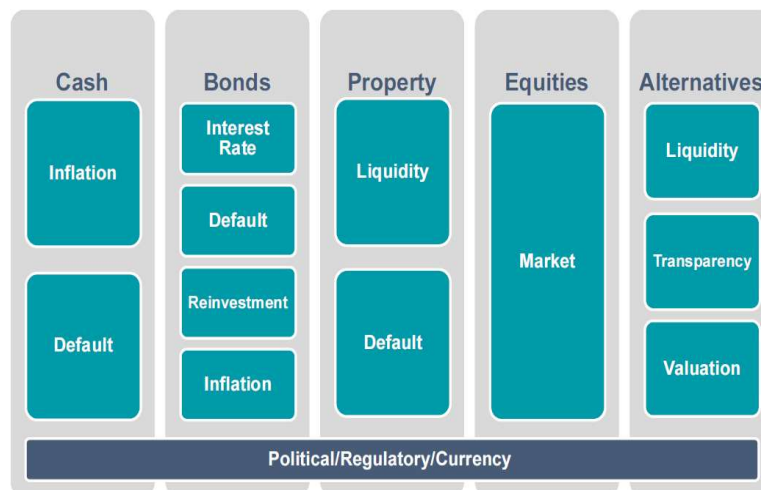 Cash
Inflation
Default
Bonds
Interest
Rate
Default
Reinvestment
Inflation
Property
Liquidity
Default
Equities
Market
Alternatives
Liquidity
Transparency
Valuation
Political/Regulatory/Currency